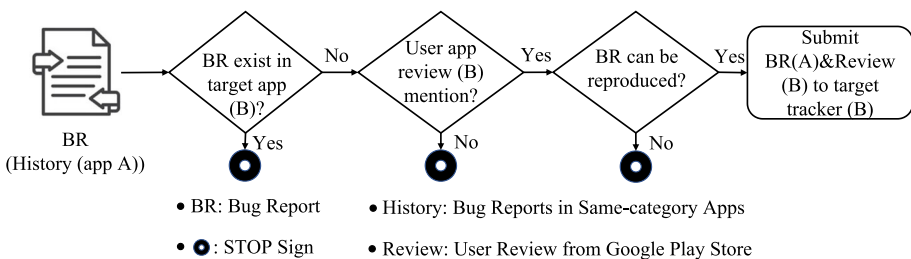 BR
(History (app A))
BR exist in
target app
(B)?
No
Yes
User app
review (B)
mention?
Yes
No
BR can be
reproduced?
Yes
No
Submit
BR(A)&Review
(B) to target
tracker (B)
• BR: Bug Report
• History: Bug Reports in Same-category Apps
• : STOP Sign
• Review: User Review from Google Play Store